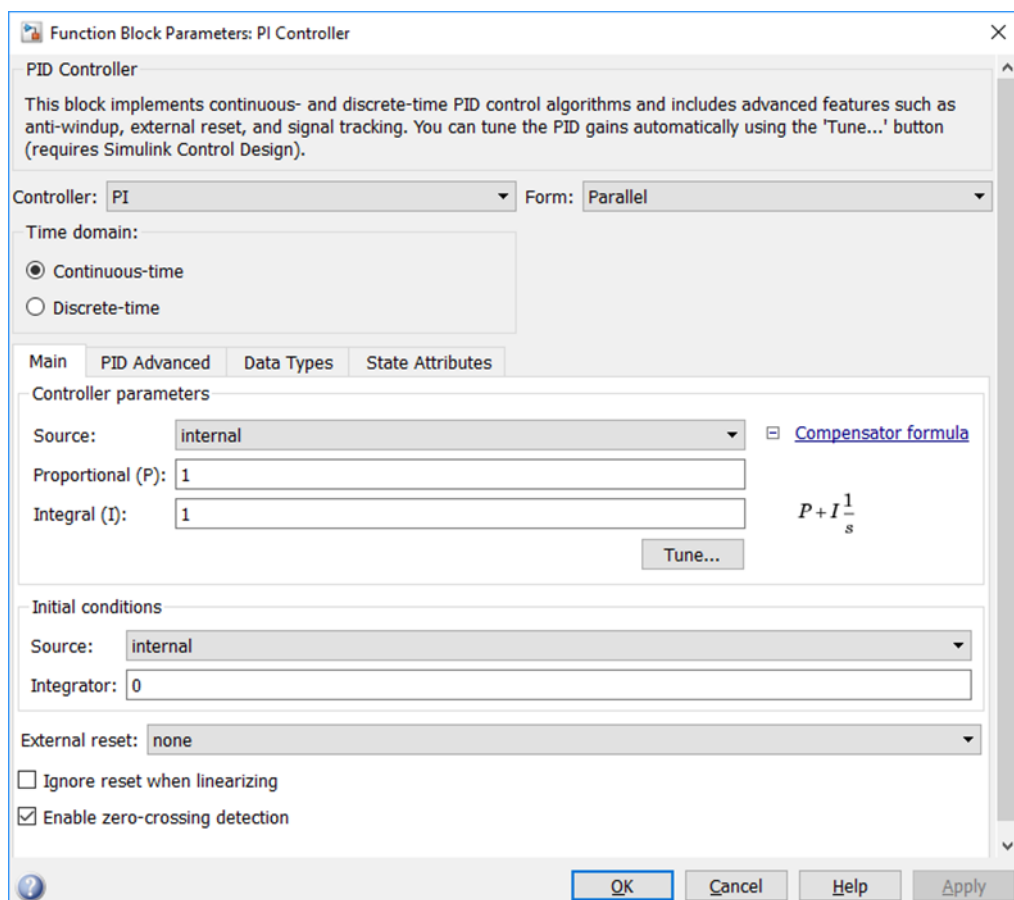 Function Block Parameters: PI Controller
PID Controller
This block implements continuous- and discrete-time PID control algorithms and includes advanced features such as
anti-windup, external reset, and signal tracking. You can tune the PID gains automatically using the 'Tune...' button
(requires Simulink Control Design).
Controller: PI Form: Parallel
Time domain:
Continuous-time
Discrete-time
Main PID Advanced Data Types State Attributes
Controller parameters
Source: internal Compensator formula
Proportional (P): 1
Integral (I): 1 P + I 1/s
Tune...
Initial conditions
Source: internal
Integrator: 0
External reset: none
Ignore reset when linearizing
Enable zero-crossing detection
? OK Cancel Help Apply